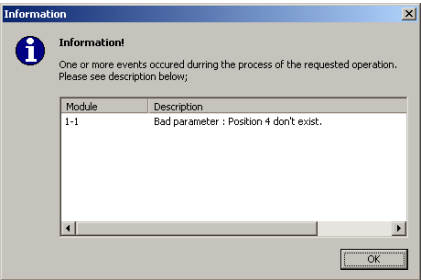 Information
Information!
One or more events occured durring the process of the requested operation.
Please see description below;
Module Description
1-1 Bad parameter : Position 4 don't exist.
OK